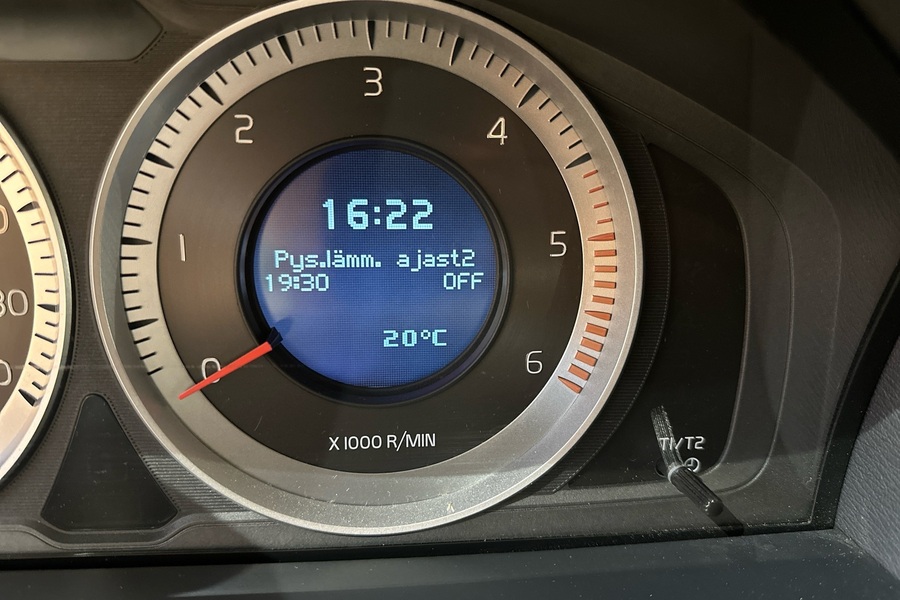 3
2
4
16:22
1
5
Pys.lämm. ajast2
19:30 OFF
20°C
0
6
X 1000 R/MIN
T1/T2